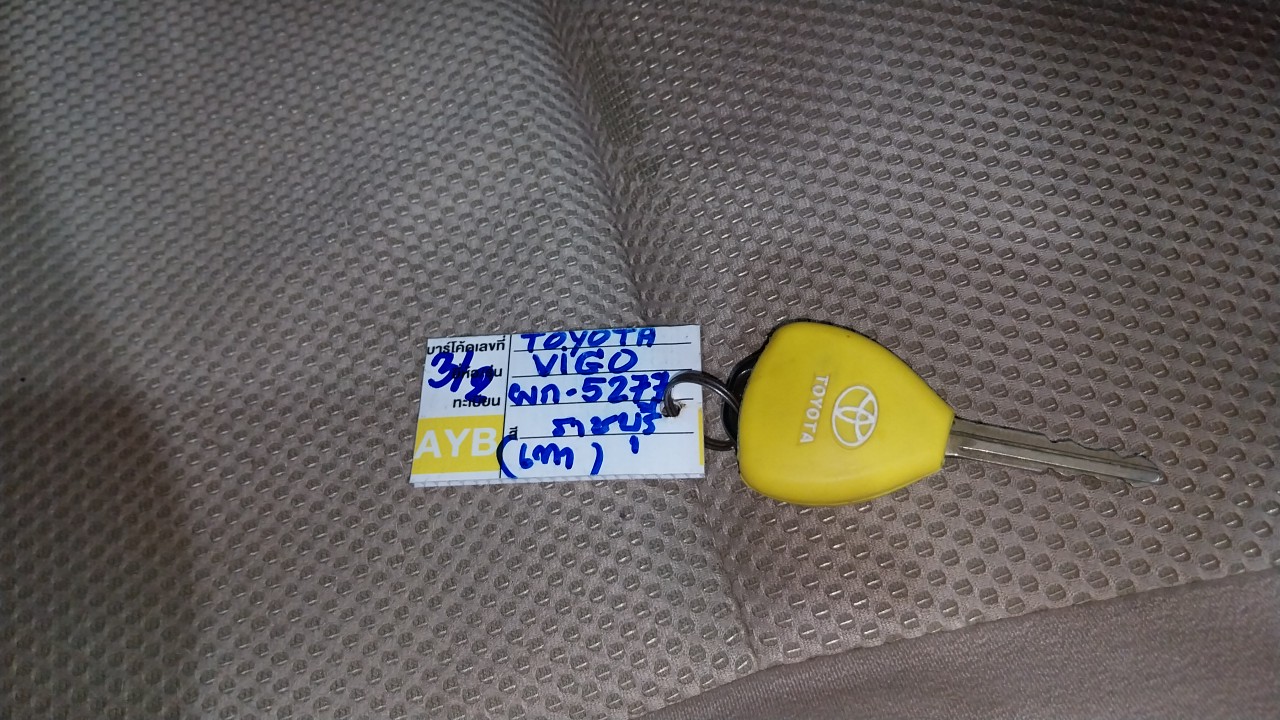 บาร์โค้ดเลขที่ TOYOTA
3/2 VIGO
ทะเบียน ผก-5277
AYB สี ราชบุรี
(เทา)
TOYOTA